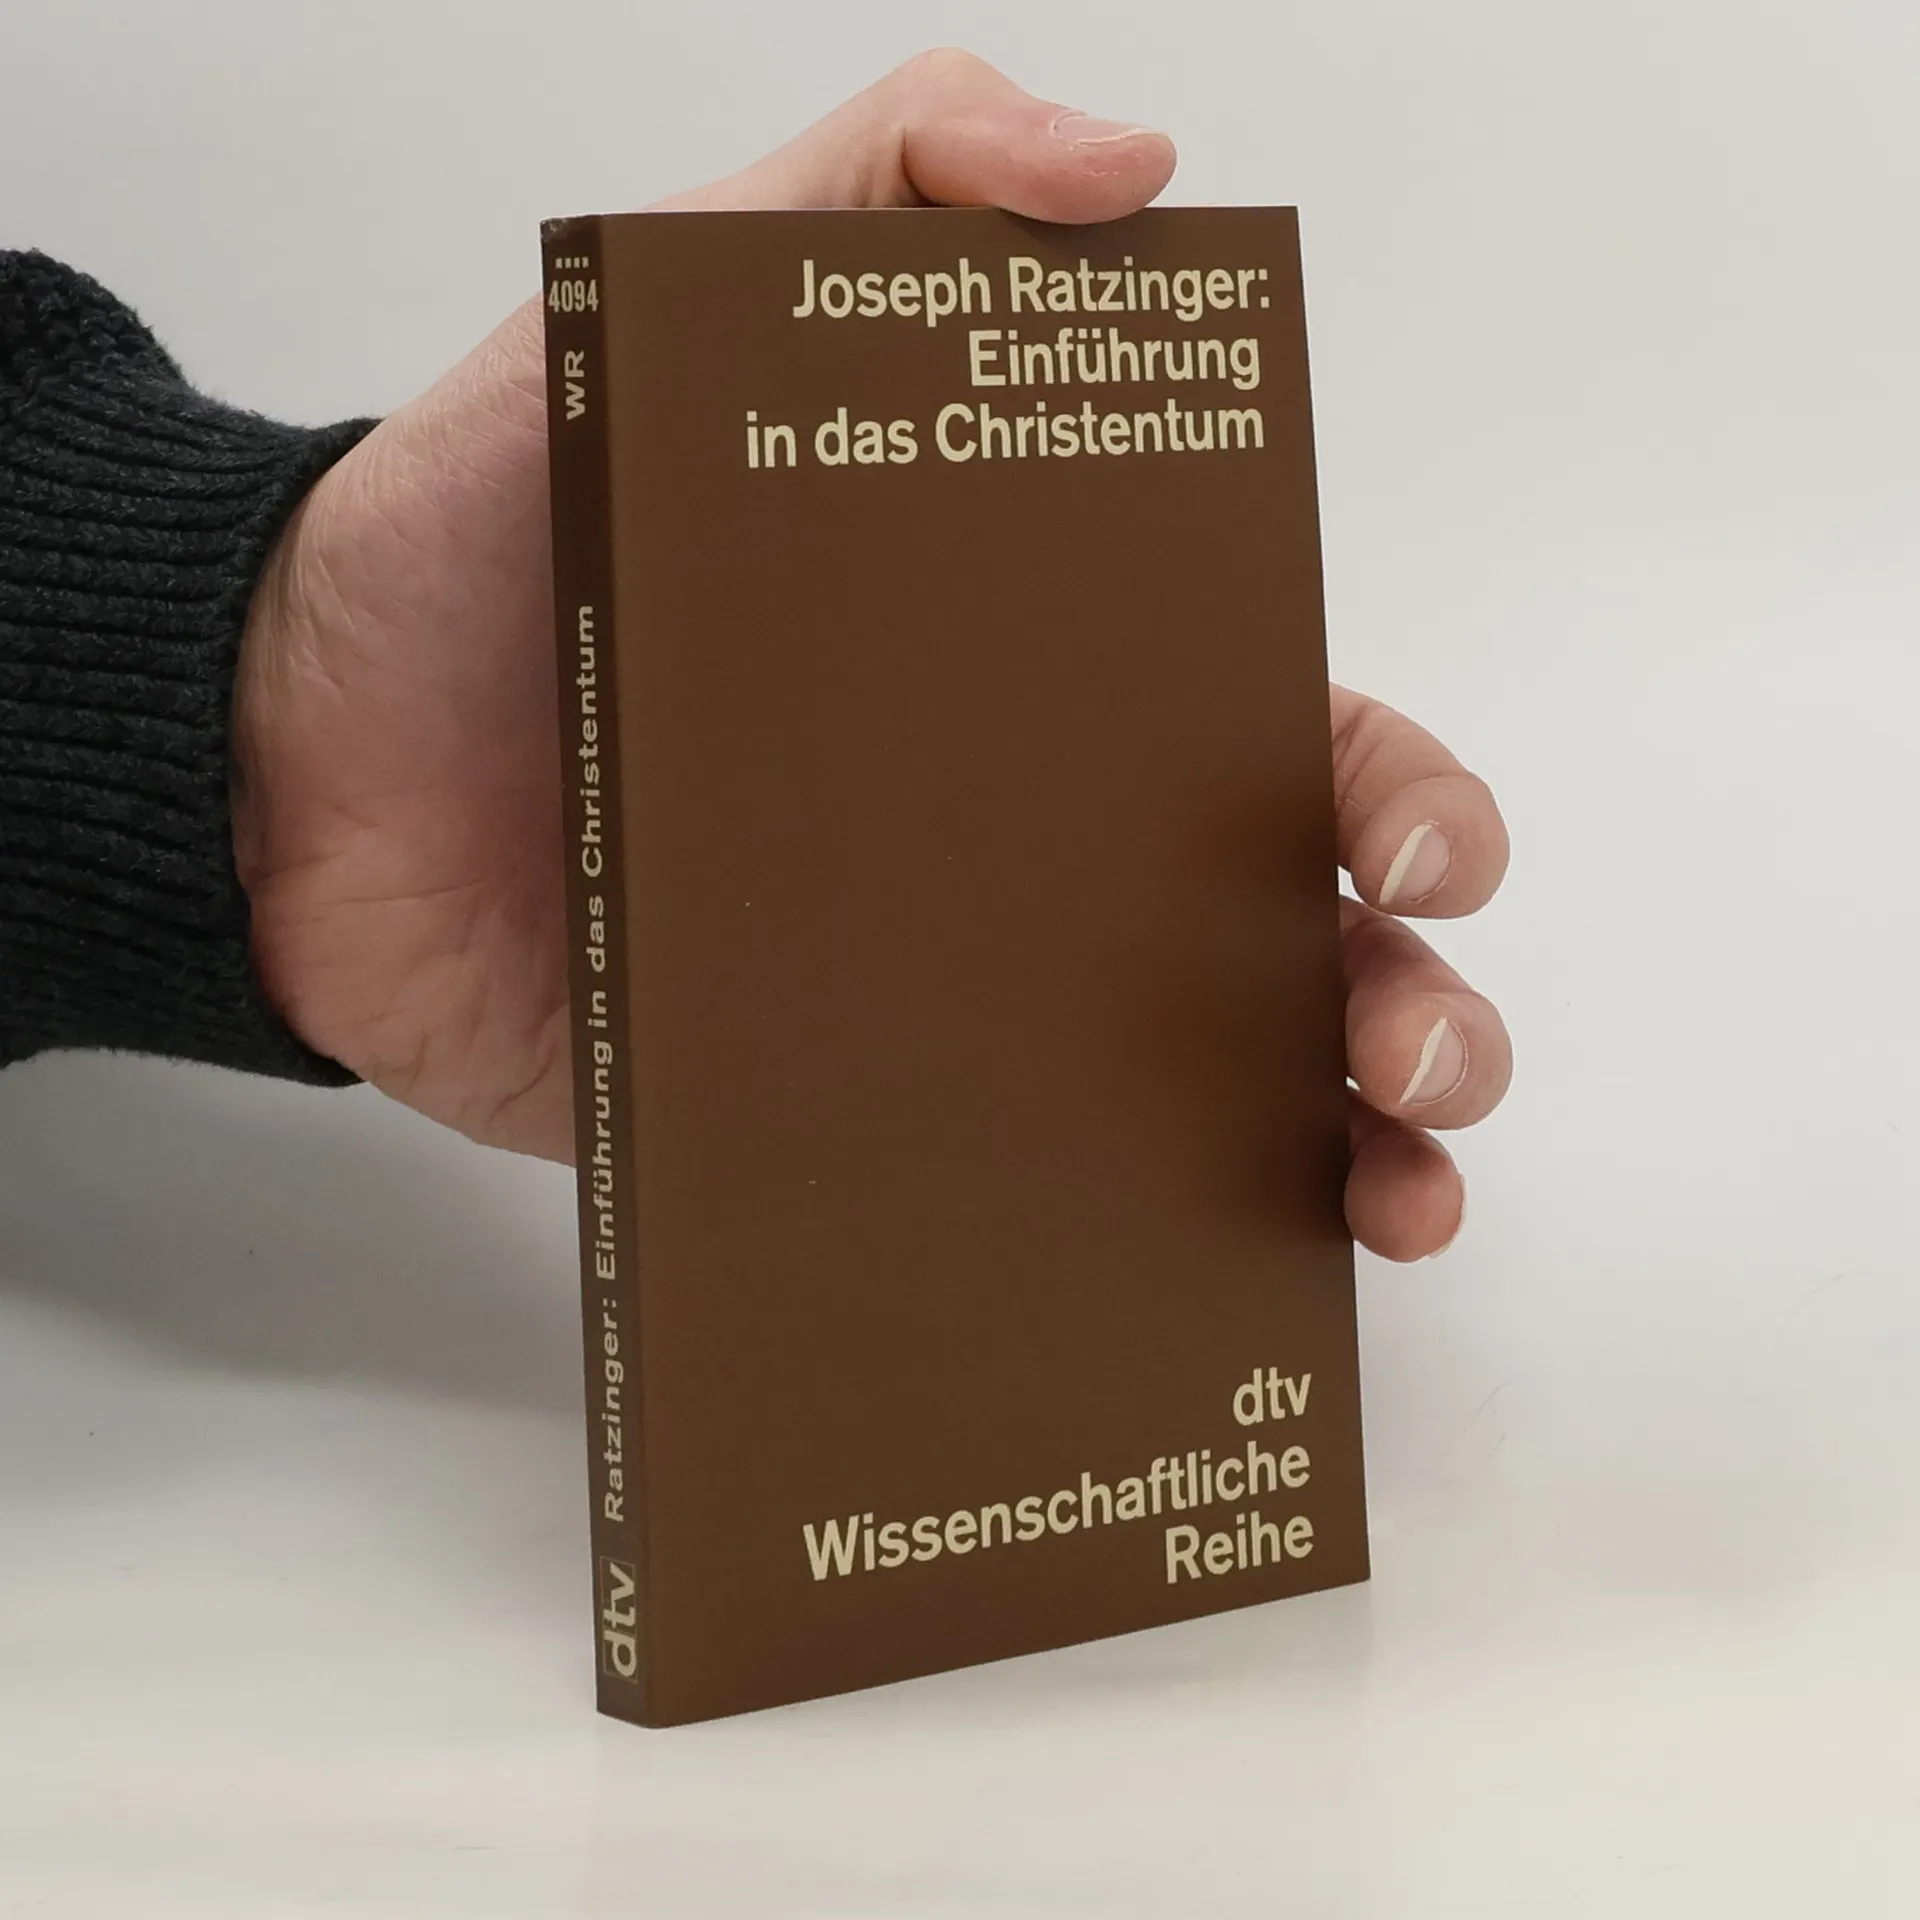 Joseph Ratzinger:
Einführung
in das Christentum
dtv
Wissenschaftliche
Reihe
4094
WR
Ratzinger: Einführung in das Christentum
dtv